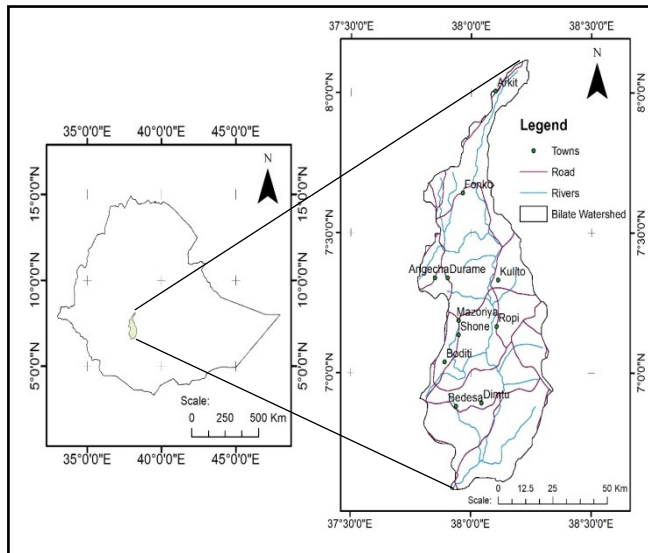 35°0'0"E 40°0'0"E 45°0'0"E
N
15°0'0"N
15°0'0"N
10°0'0"N
10°0'0"N
5°0'0"N
5°0'0"N
Scale:
0 250 500 Km
35°0'0"E 40°0'0"E 45°0'0"E
37°30'0"E 38°0'0"E 38°30'0"E
N
8°0'0"N
8°0'0"N
Arkit
Legend
Towns
Road
Rivers
Bilate Watershed
Fonko
7°30'0"N
7°30'0"N
Angecha Durame Kulito
Mazoriya
Shone Ropi
Boditi
7°0'0"N
7°0'0"N
Bedesa Dimtu
Scale:
0 12.5 25 50 Km
37°30'0"E 38°0'0"E 38°30'0"E